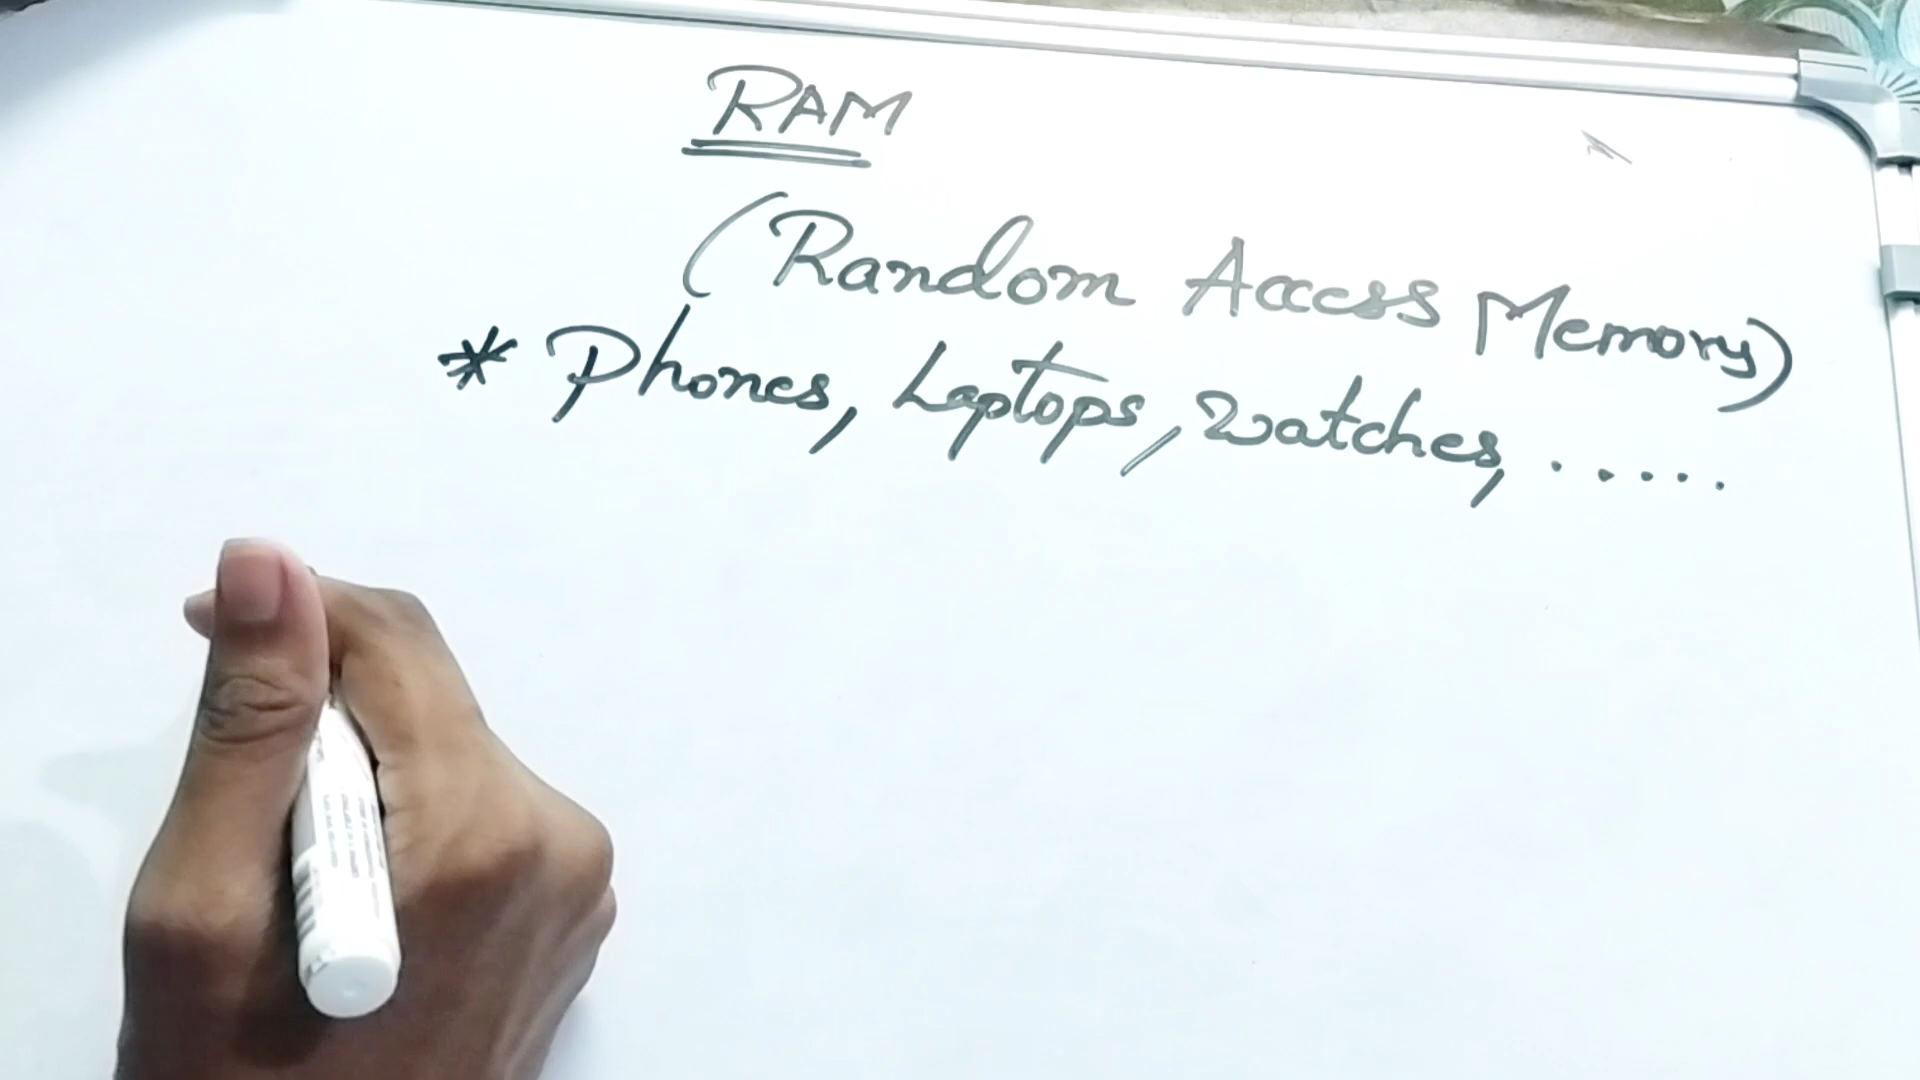 RAM
(Random Access Memory)
* Phones, Laptops, Watches, .....